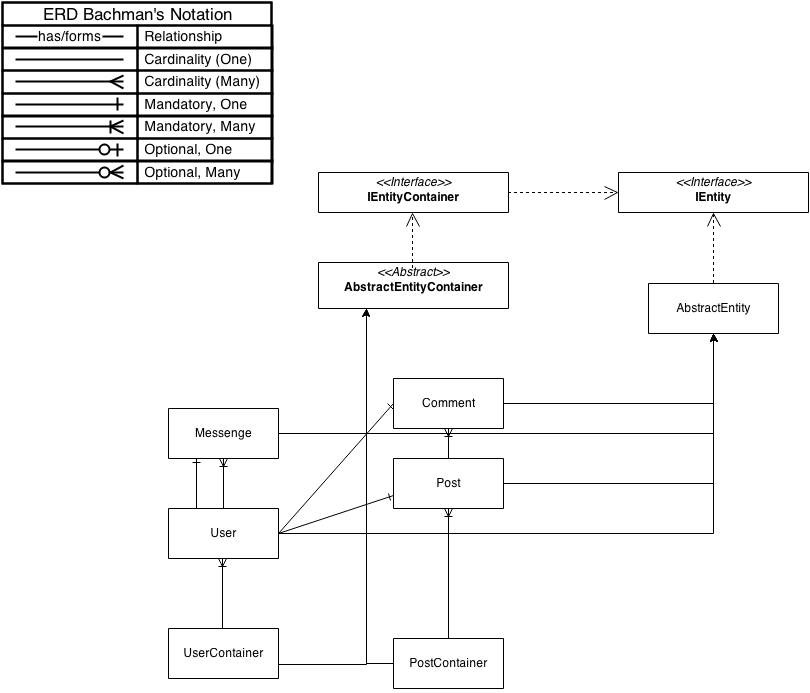 ERD Bachman's Notation
has/forms Relationship
Cardinality (One)
Cardinality (Many)
Mandatory, One
Mandatory, Many
Optional, One
Optional, Many
<<Interface>>
IEntityContainer
<<Interface>>
IEntity
<<Abstract>>
AbstractEntityContainer
AbstractEntity
Comment
Messenge
Post
User
UserContainer
PostContainer